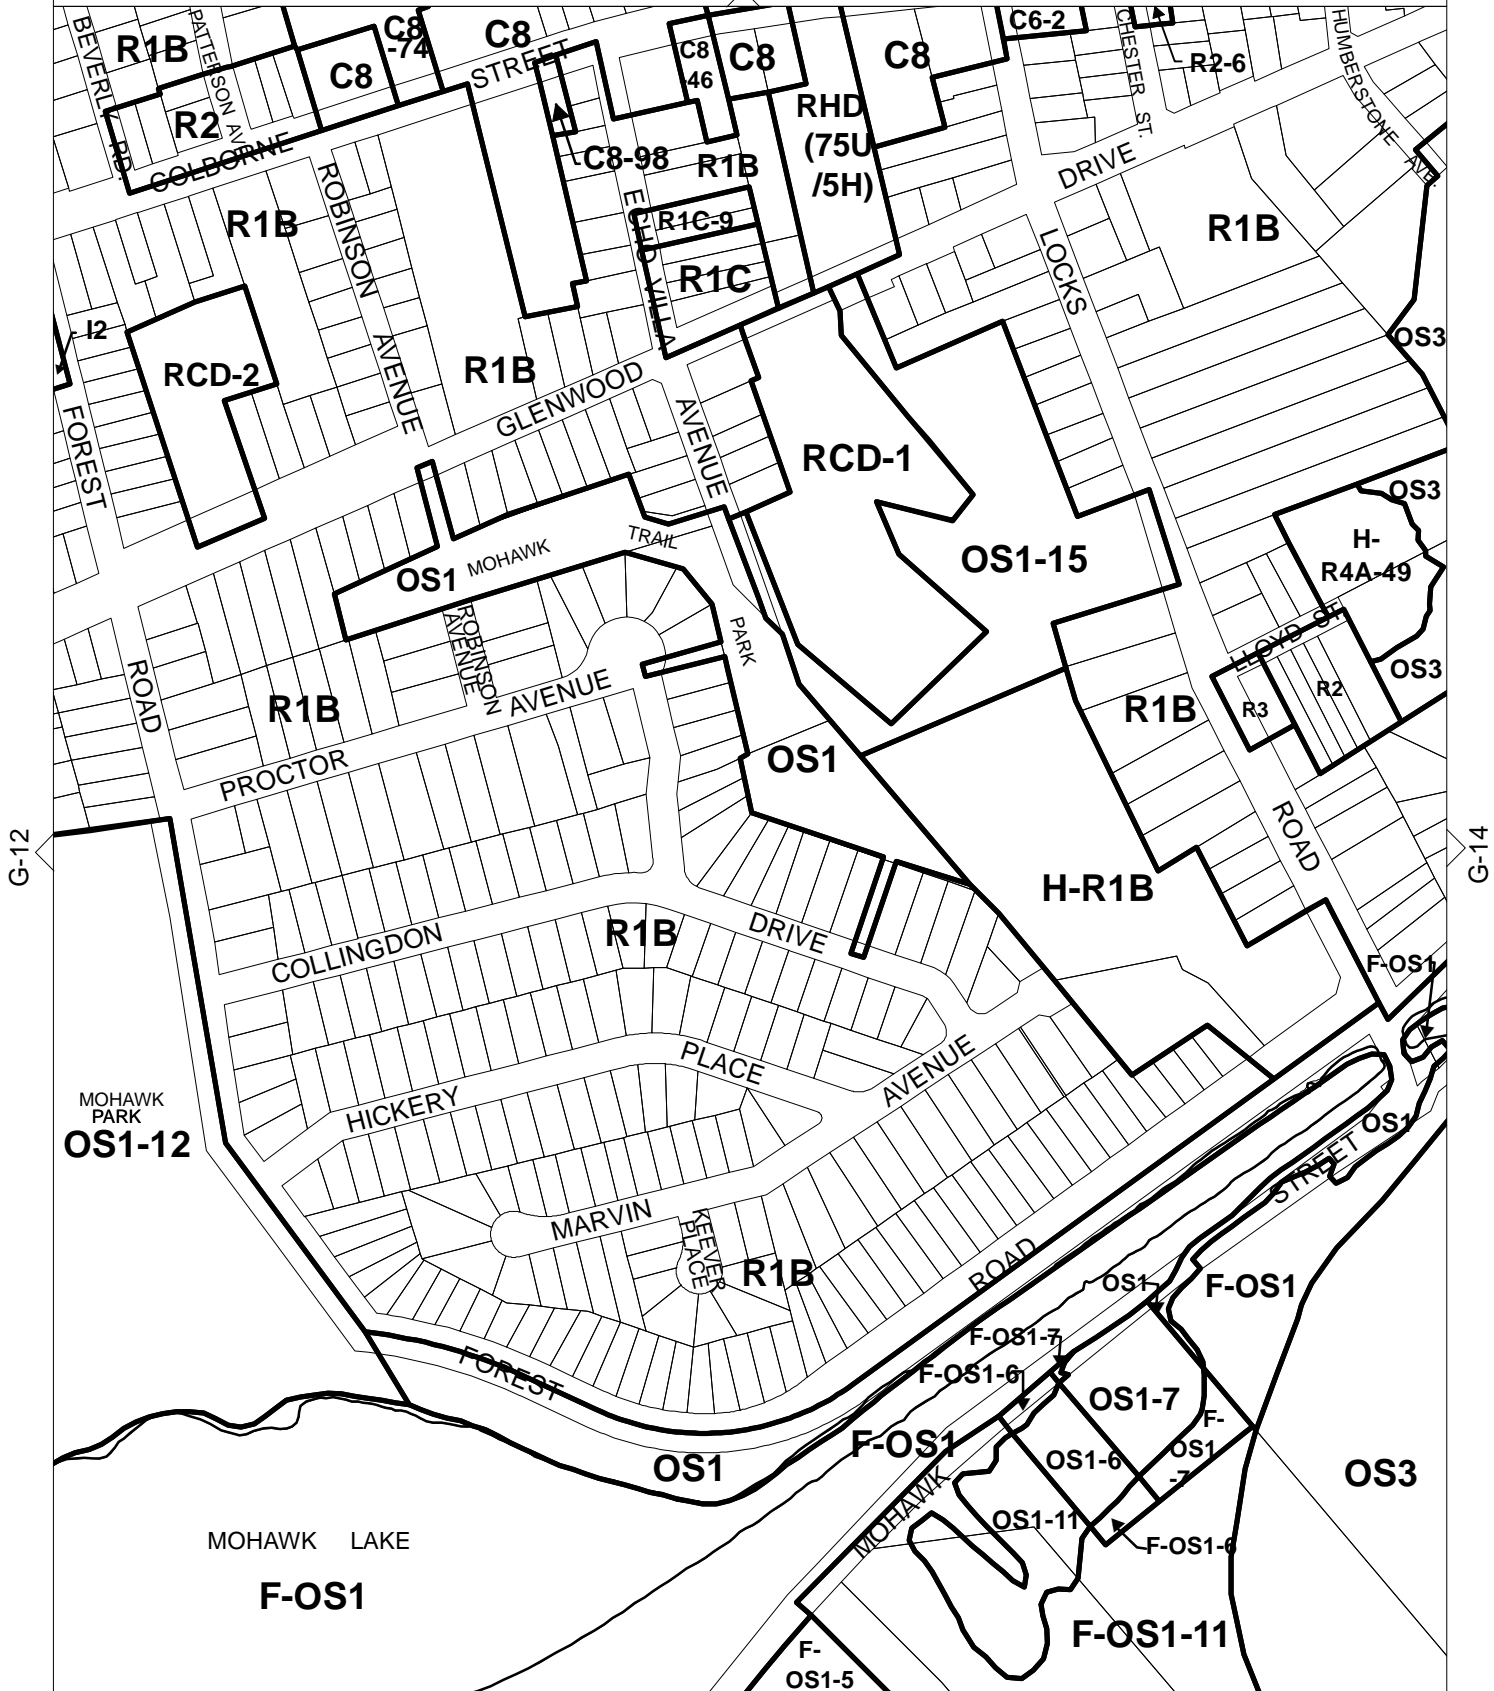 BEVERLY RD.
R1B
PATTERSON AVE.
C8
-74
C8
C8
STREET
C8
-46
C8
C8
C6-2
CHESTER ST.
R2-6
HUMBERSTONE AVE.
R2
COLBORNE
C8-98
R1B
RHD
(75U
/5H)
DRIVE
R1B
ROBINSON
AVENUE
ECHO VILLA
AVENUE
R1C-9
R1C
R1B
LOCKS
ROAD
I2
RCD-2
R1B
OS3
GLENWOOD
FOREST
ROAD
RCD-1
OS3
OS1-15
H-
R4A-49
OS1
MOHAWK
TRAIL
PARK
ROBINSON
AVENUE
LLOYD ST.
OS3
R1B
AVENUE
R1B
R3
R2
PROCTOR
OS1
G-12
G-14
H-R1B
COLLINGDON
R1B
DRIVE
F-OS1
MOHAWK
PARK
OS1-12
HICKERY
PLACE
AVENUE
OS1
STREET
MARVIN
KEEVER
PLACE
R1B
ROAD
OS1
F-OS1
F-OS1-7
F-OS1-6
FOREST
OS1-7
F-
OS1
-7
F-OS1
OS1
OS1-6
OS3
MOHAWK
OS1-11
MOHAWK LAKE
F-OS1-6
F-OS1
F-OS1-11
F-
OS1-5